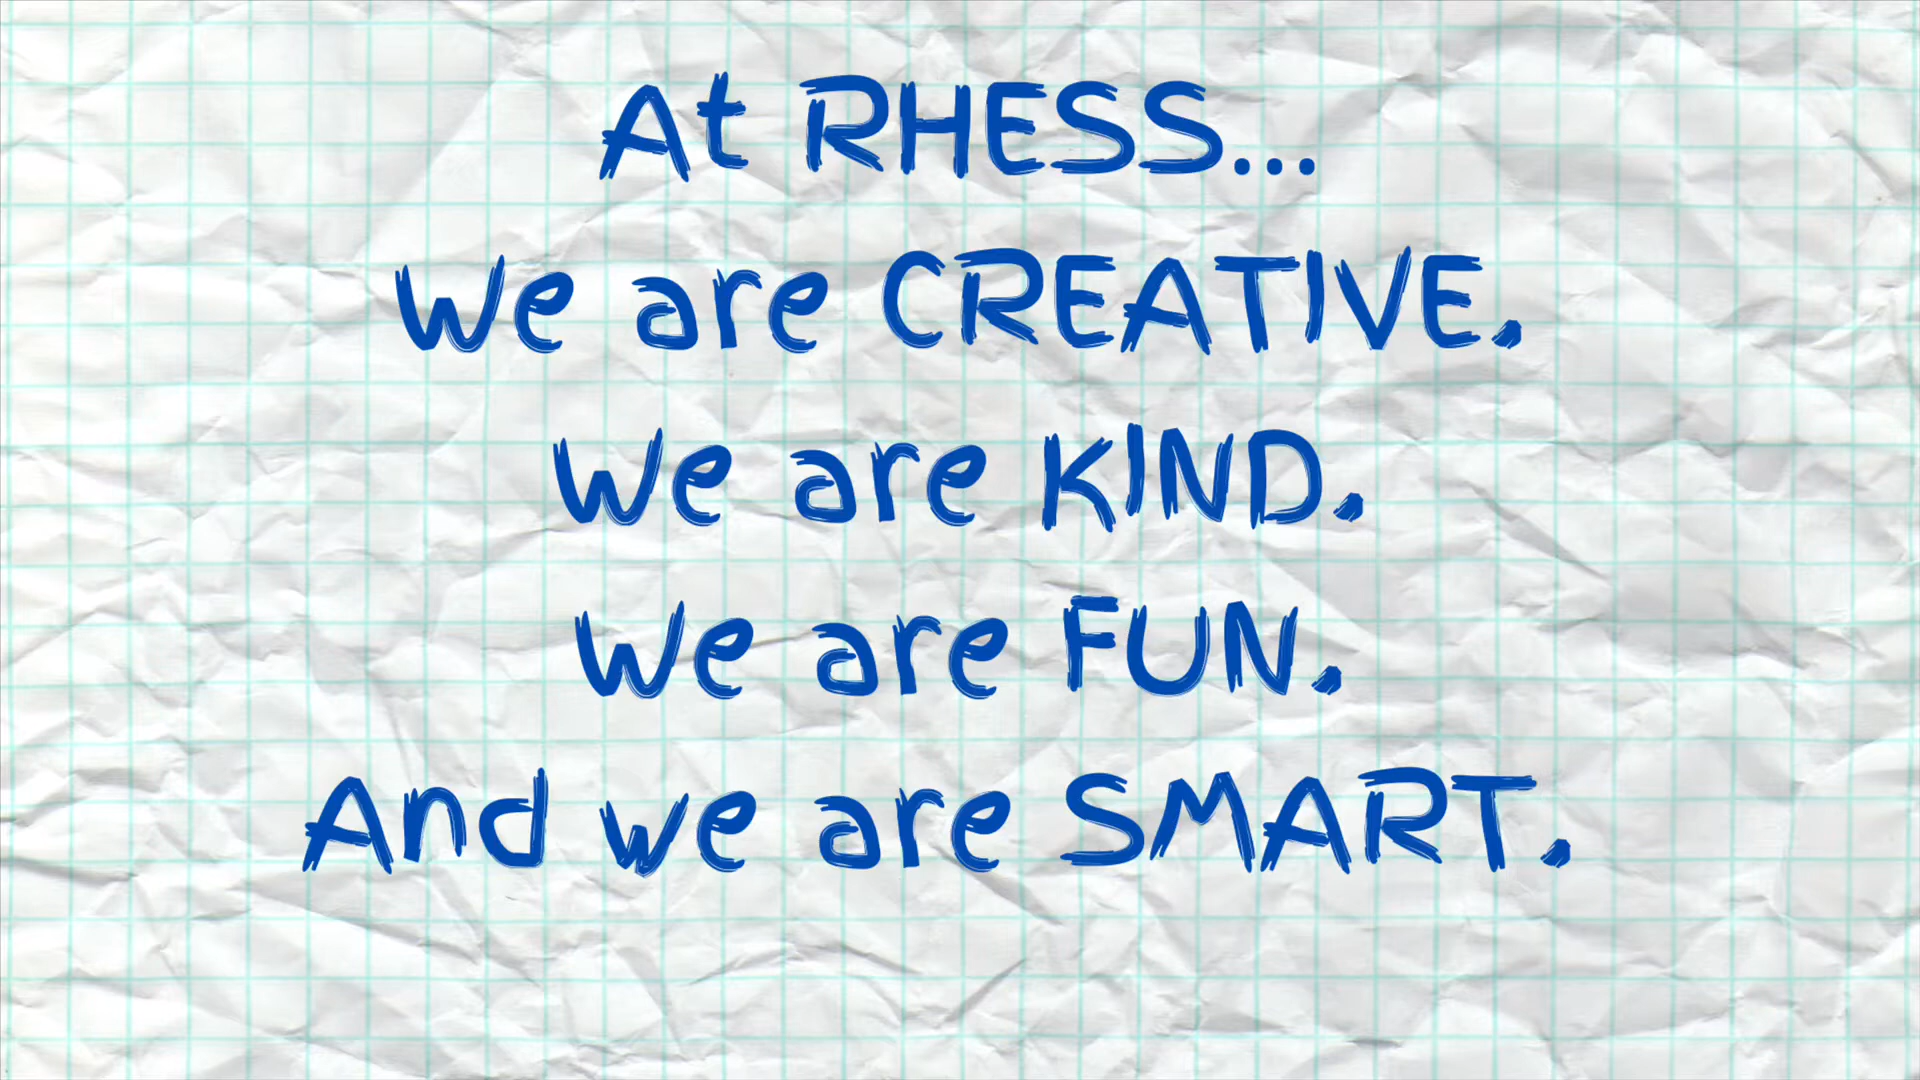 At RHESS...
We are CREATIVE.
We are KIND.
We are FUN.
And we are SMART.